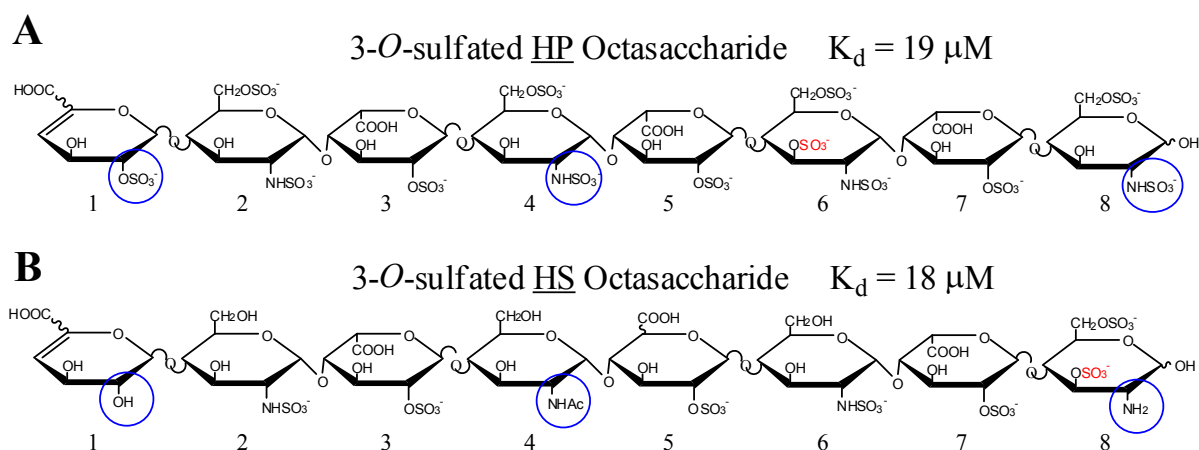 A
3-O-sulfated HP Octasaccharide K_d = 19 μM
HOOC CH₂OSO₃⁻ CH₂OSO₃⁻ CH₂OSO₃⁻ CH₂OSO₃⁻
O O O O O O O O
COOH COOH COOH
OH OH OH OH OH OSO₃⁻ OH OH OH
O O O O O O O
OSO₃⁻ NHSO₃⁻ OSO₃⁻ NHSO₃⁻ OSO₃⁻ NHSO₃⁻ OSO₃⁻ NHSO₃⁻
1 2 3 4 5 6 7 8
B
3-O-sulfated HS Octasaccharide K_d = 18 μM
HOOC CH₂OH CH₂OH COOH CH₂OH CH₂OSO₃⁻
O O O O O O O O
COOH COOH
OH OH OH OH OH OH OH OSO₃⁻ OH
O O O O O O O
OH NHSO₃⁻ OSO₃⁻ NHAc OSO₃⁻ NHSO₃⁻ OSO₃⁻ NH₂
1 2 3 4 5 6 7 8